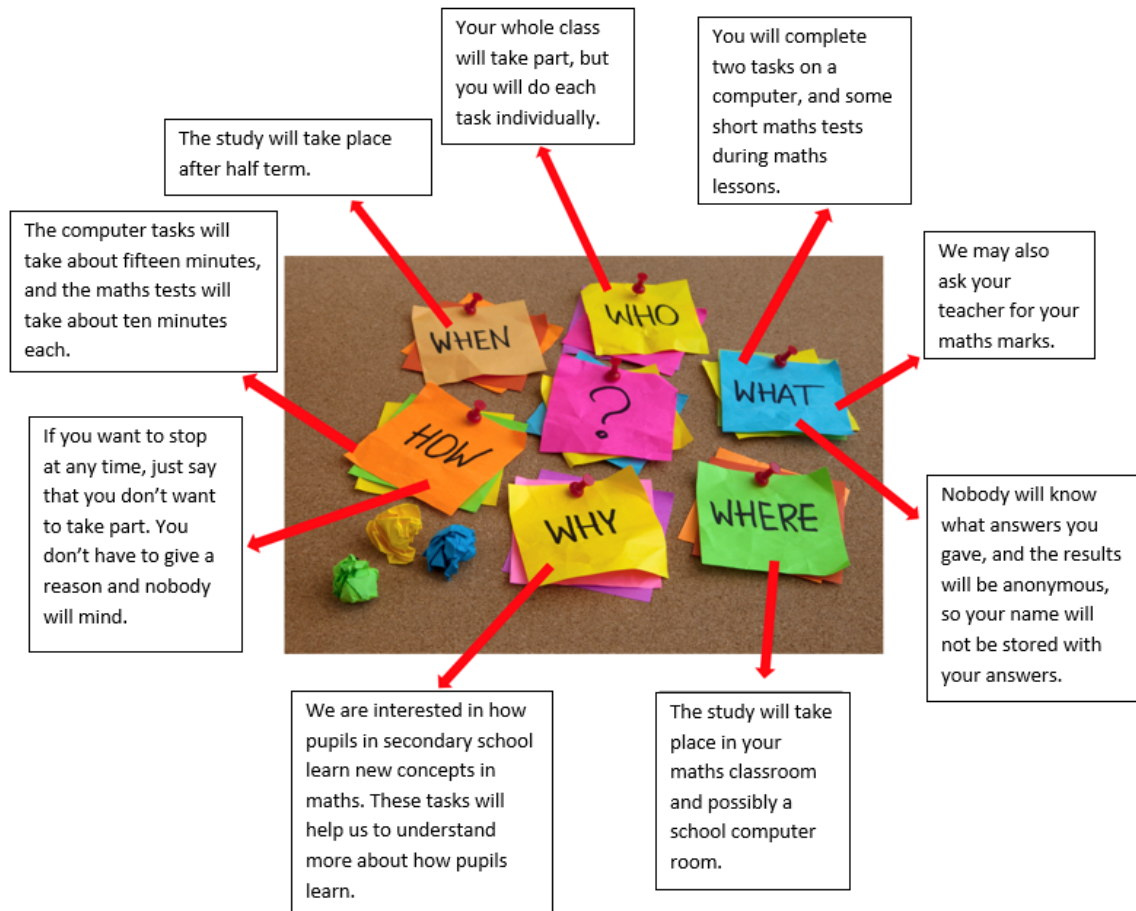 Your whole class
will take part, but
you will do each
task individually.
You will complete
two tasks on a
computer, and some
short maths tests
during maths
lessons.
The study will take place
after half term.
The computer tasks will
take about fifteen minutes,
and the maths tests will
take about ten minutes
each.
We may also
ask your
teacher for your
maths marks.
WHEN
WHO
?
WHAT
HOW
WHY
WHERE
If you want to stop
at any time, just say
that you don't want
to take part. You
don't have to give a
reason and nobody
will mind.
Nobody will know
what answers you
gave, and the results
will be anonymous,
so your name will
not be stored with
your answers.
We are interested in how
pupils in secondary school
learn new concepts in
maths. These tasks will
help us to understand
more about how pupils
learn.
The study will take
place in your
maths classroom
and possibly a
school computer
room.